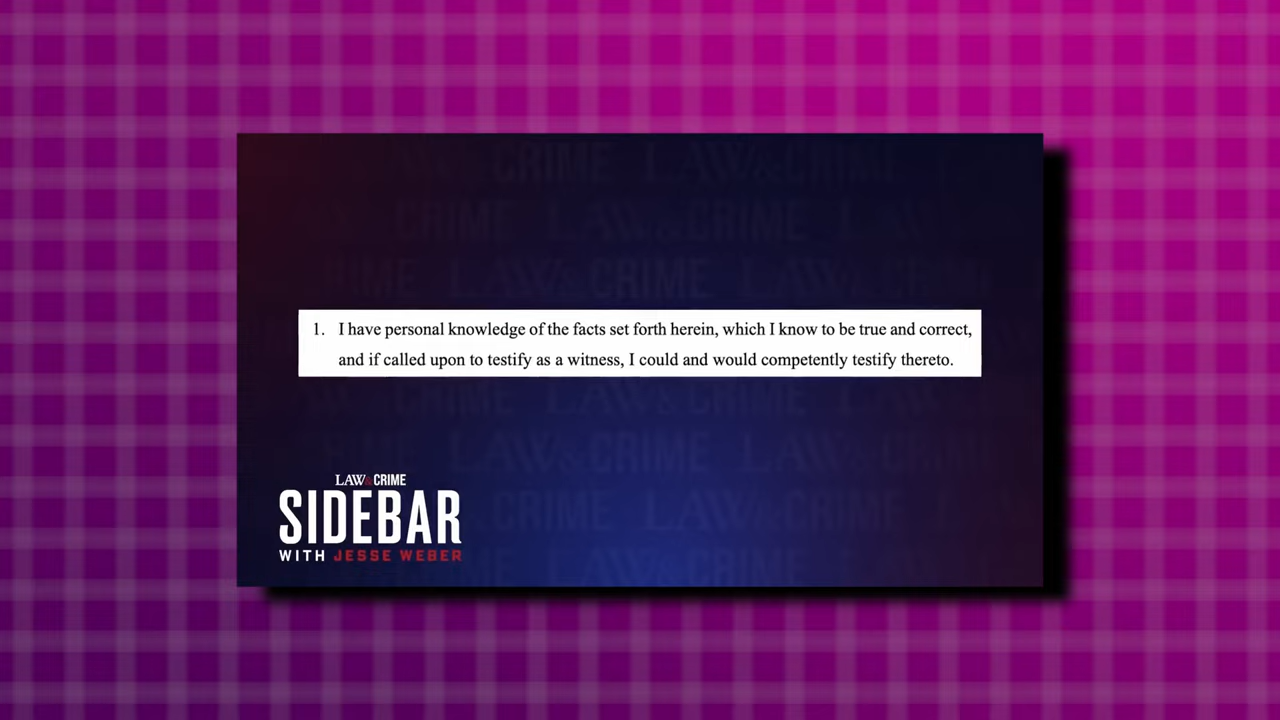 1. I have personal knowledge of the facts set forth herein, which I know to be true and correct,
and if called upon to testify as a witness, I could and would competently testify thereto.
LAW&CRIME
SIDEBAR
WITH JESSE WEBER